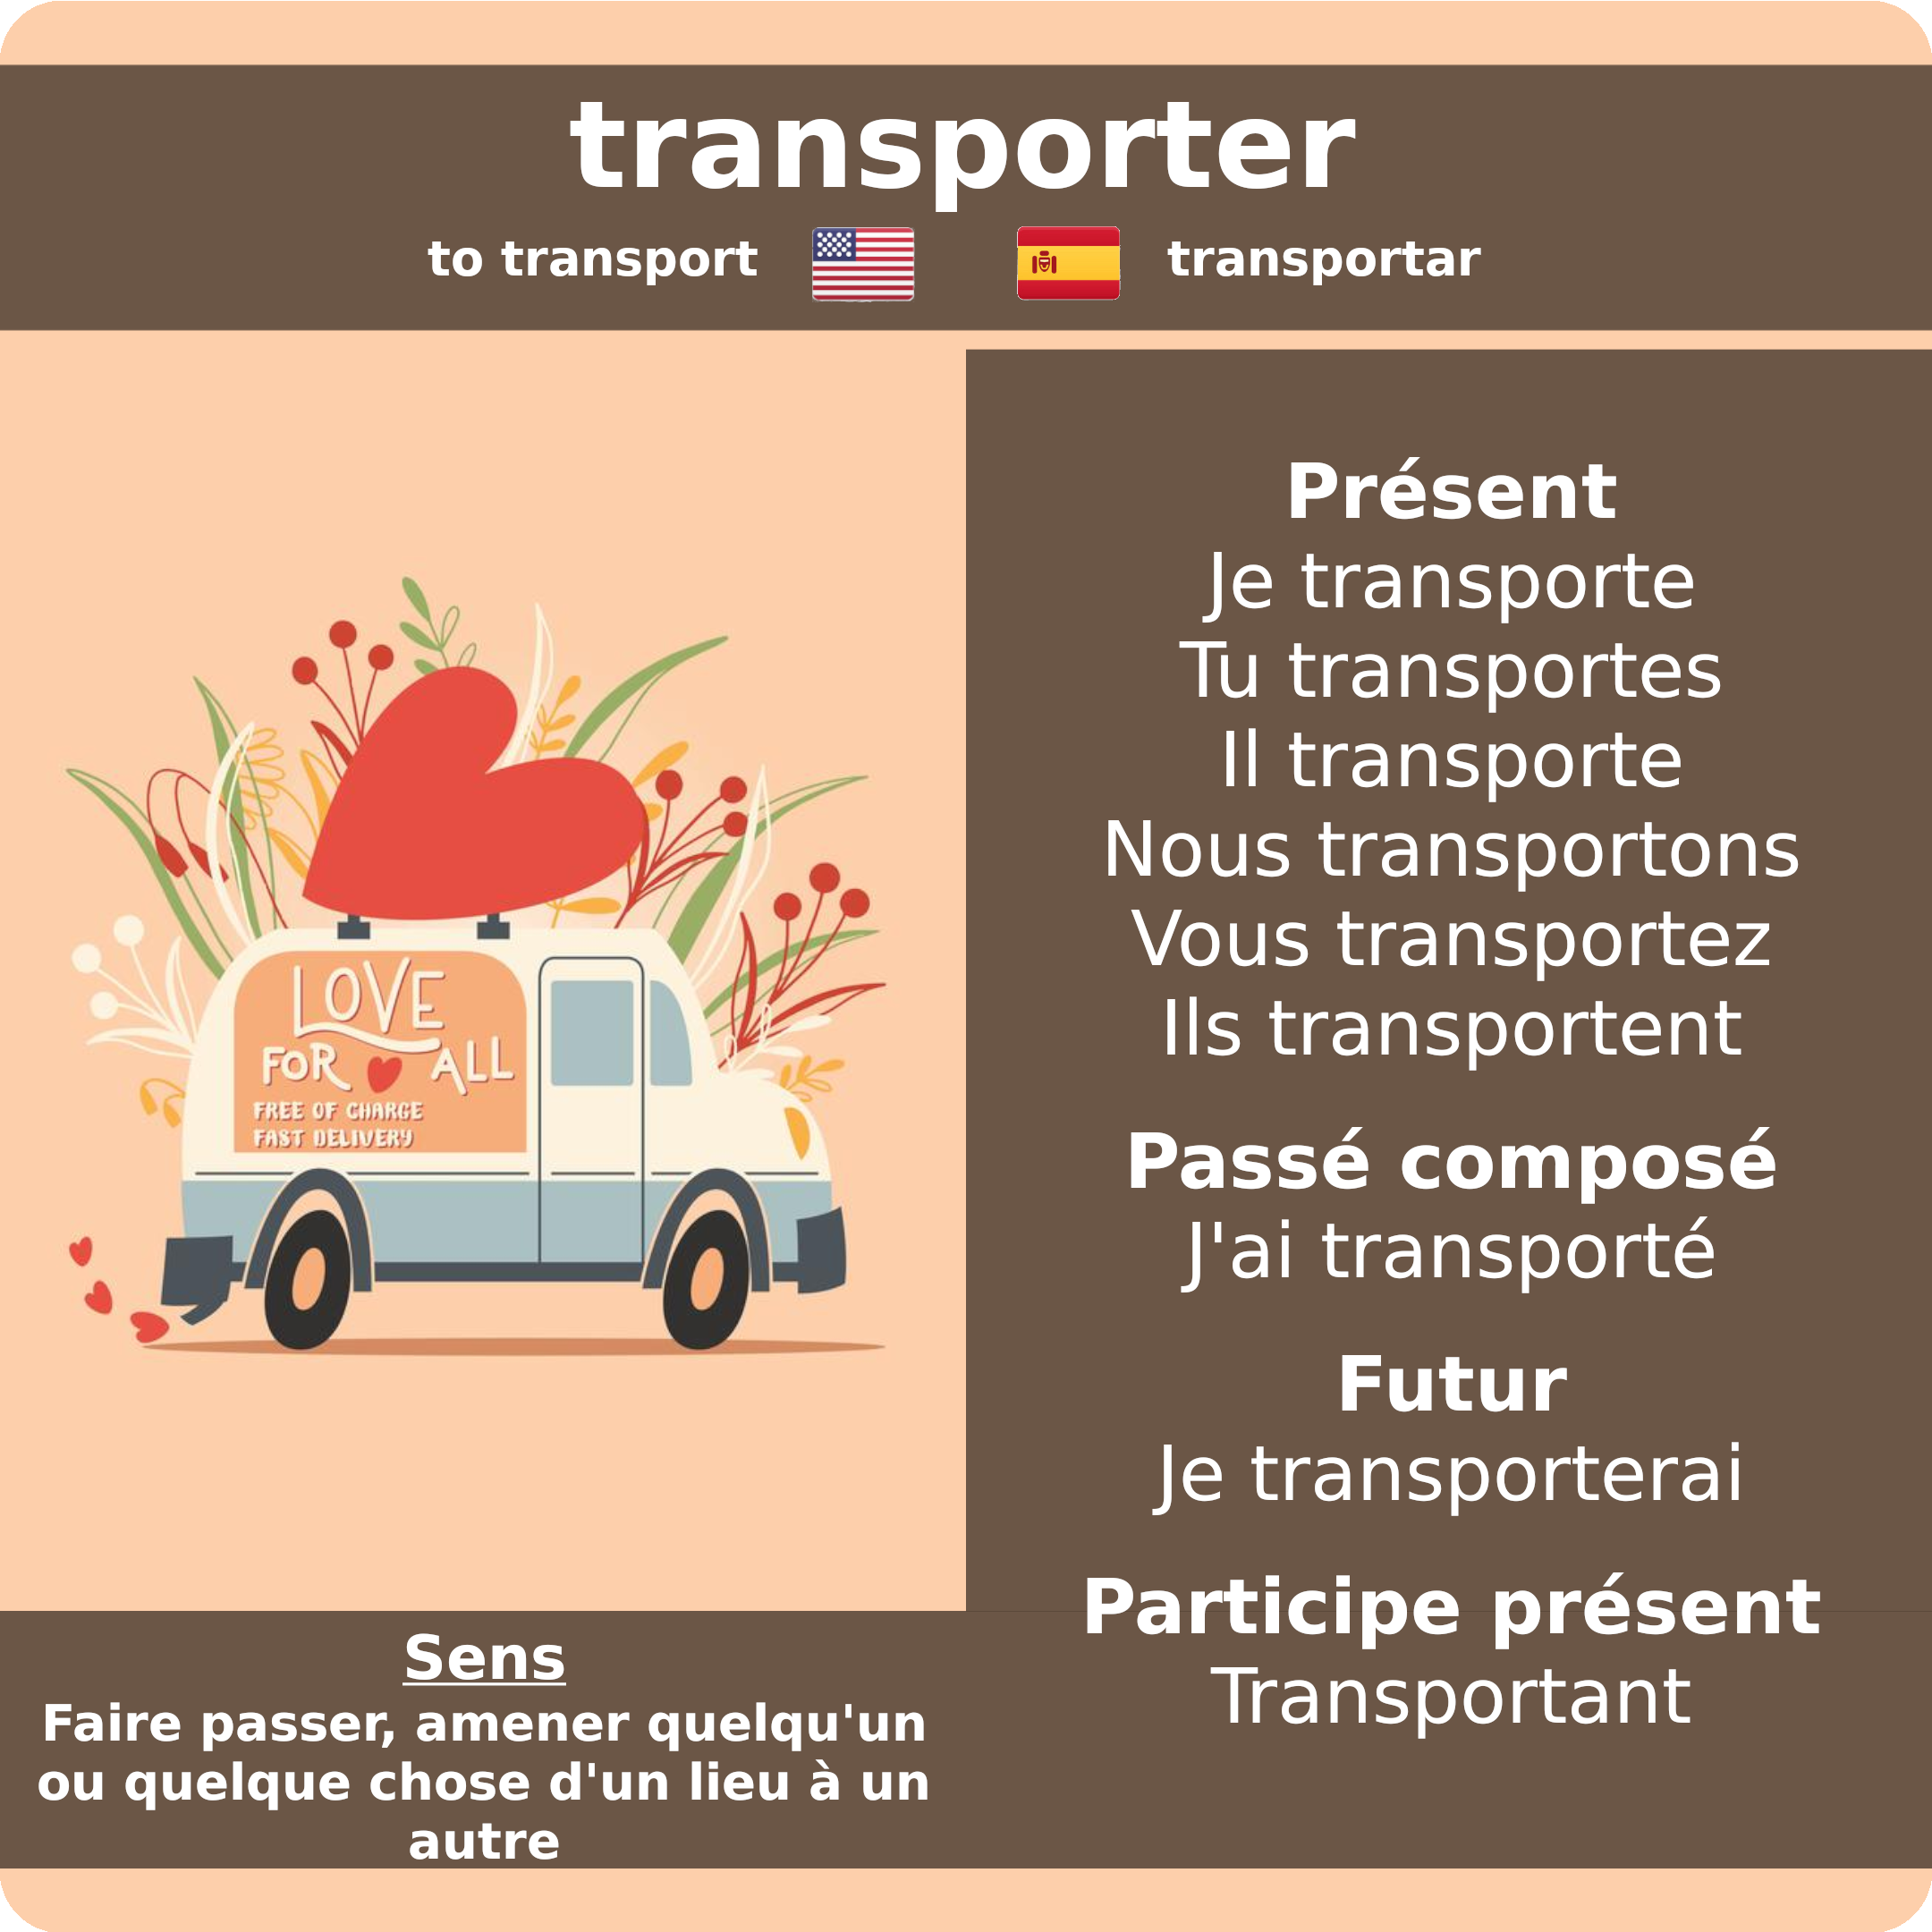 transporter
to transport
transportar
LOVE
FOR ALL
FREE OF CHARGE
FAST DELIVERY
Présent
Je transporte
Tu transportes
Il transporte
Nous transportons
Vous transportez
Ils transportent
Passé composé
J'ai transporté
Futur
Je transporterai
Participe présent
Transportant
Sens
Faire passer, amener quelqu'un
ou quelque chose d'un lieu à un
autre